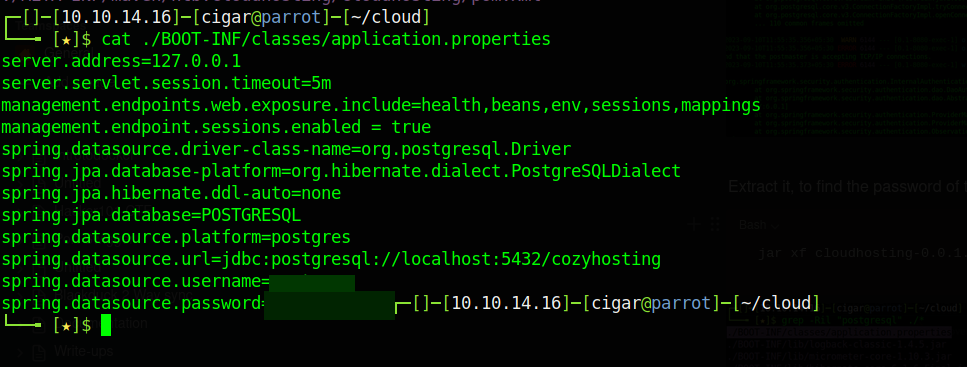 ┌─[]─[10.10.14.16]─[cigar@parrot]─[~/cloud]
└──╼ [★]$ cat ./BOOT-INF/classes/application.properties
server.address=127.0.0.1
server.servlet.session.timeout=5m
management.endpoints.web.exposure.include=health,beans,env,sessions,mappings
management.endpoint.sessions.enabled = true
spring.datasource.driver-class-name=org.postgresql.Driver
spring.jpa.database-platform=org.hibernate.dialect.PostgreSQLDialect
spring.jpa.hibernate.ddl-auto=none
spring.jpa.database=POSTGRESQL
spring.datasource.platform=postgres
spring.datasource.url=jdbc:postgresql://localhost:5432/cozyhosting
spring.datasource.username=
spring.datasource.password=┌─[]─[10.10.14.16]─[cigar@parrot]─[~/cloud]
└──╼ [★]$
Extract it, to find the password of
Bash
jar xf cloudhosting-0.0.1.
Write-ups